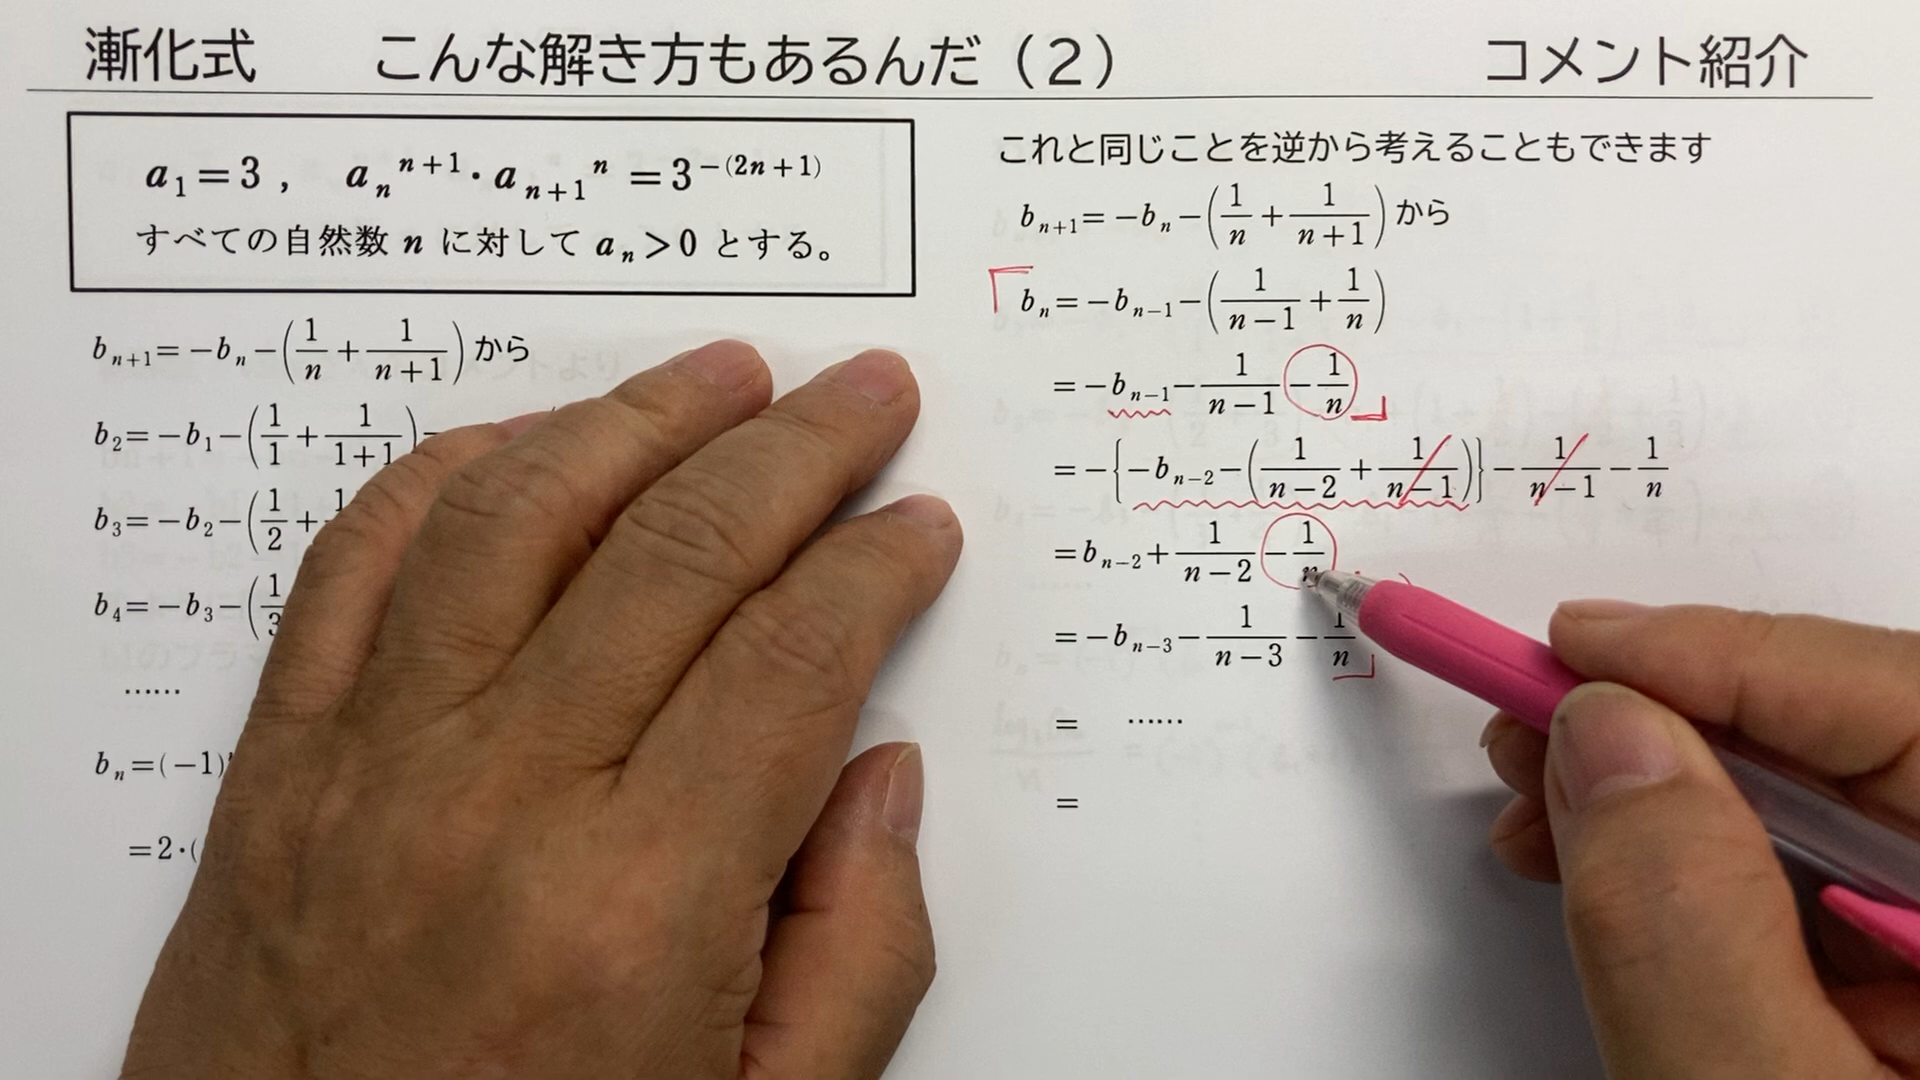 漸化式 こんな解き方もあるんだ（２） コメント紹介
a₁=3 , aₙⁿ⁺¹・aₙ₊₁ⁿ=3^{-(2n+1)}
すべての自然数 n に対して aₙ>0 とする。
bₙ₊₁=-bₙ-(1/n+1/(n+1)) から
b₂=-b₁-(1/1+1/(1+1))
b₃=-b₂-(1/2+
b₄=-b₃-(1/3
……
bₙ=(-1)
=2・(
これと同じことを逆から考えることもできます
bₙ₊₁=-bₙ-(1/n+1/(n+1)) から
bₙ=-bₙ₋₁-(1/(n-1)+1/n)
=-bₙ₋₁-1/(n-1)-1/n
=-{-bₙ₋₂-(1/(n-2)+1/(n-1))}-1/(n-1)-1/n
=bₙ₋₂+1/(n-2)-1/n
=-bₙ₋₃-1/(n-3)-1/n
= ……
=